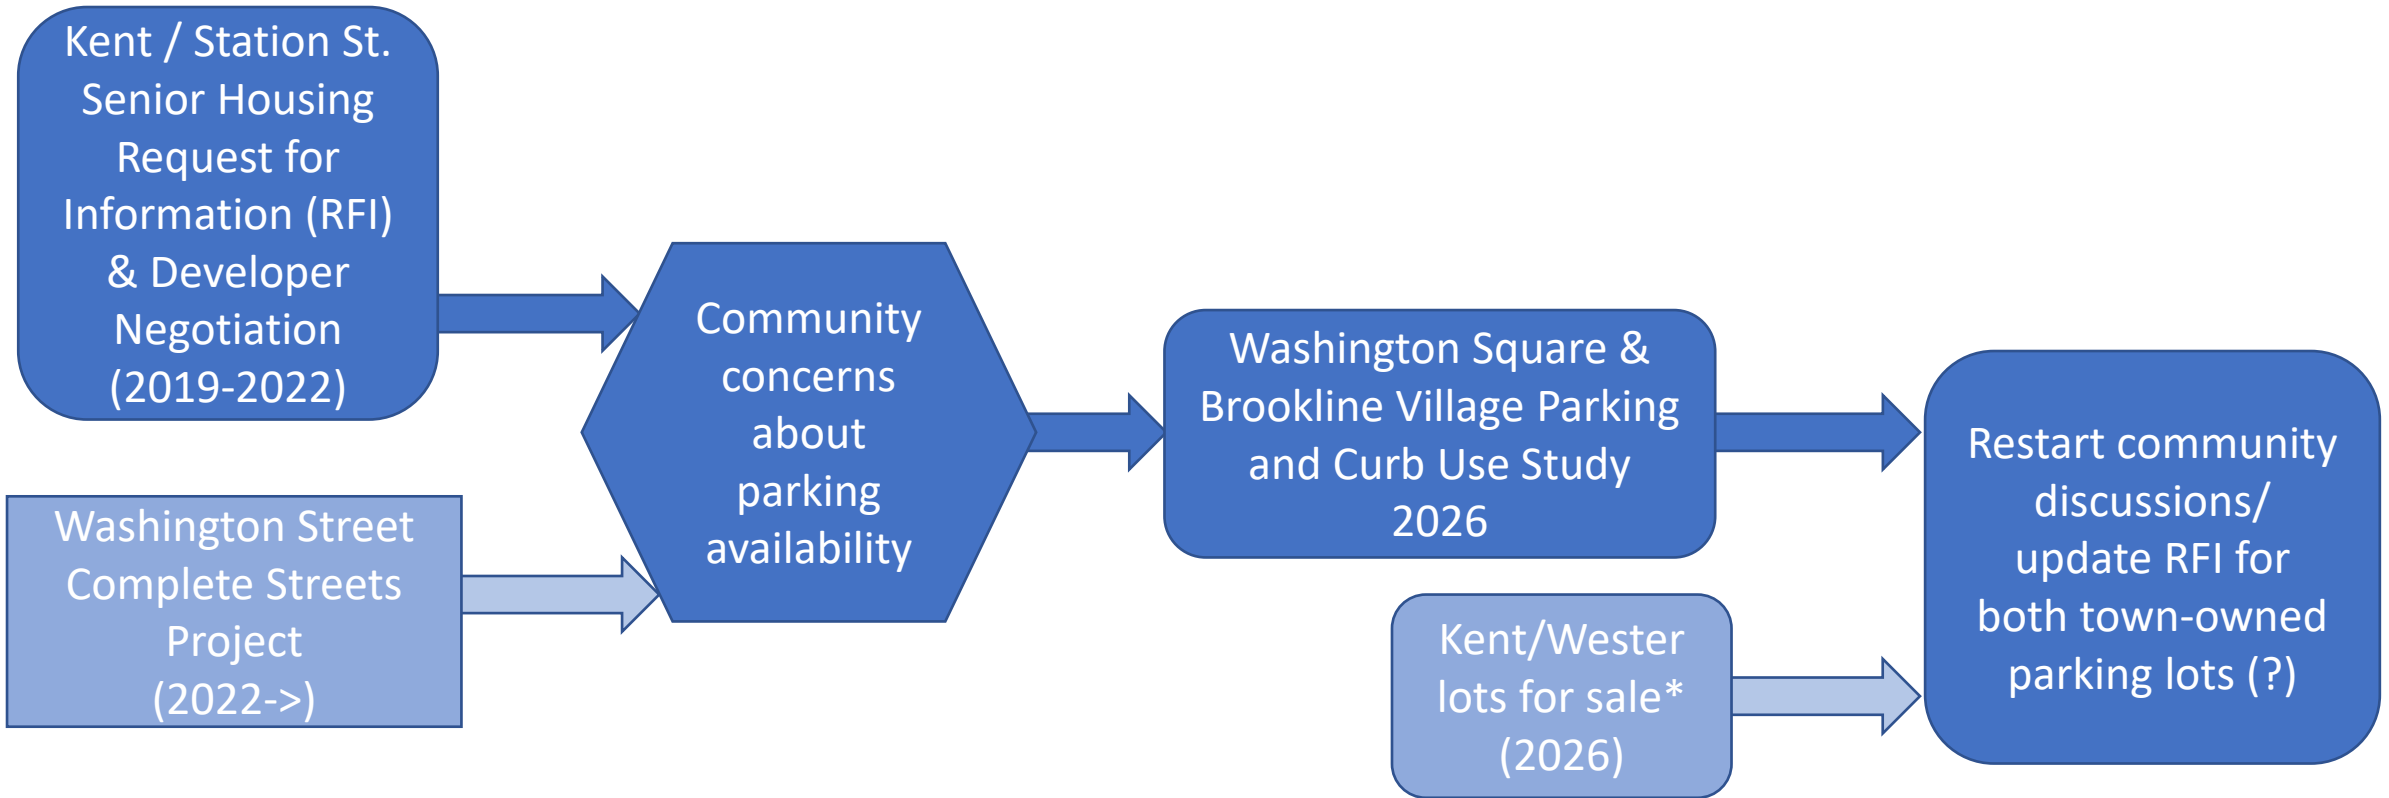 Kent / Station St.
Senior Housing
Request for
Information (RFI)
& Developer
Negotiation
(2019-2022)
Washington Street
Complete Streets
Project
(2022->)
Community
concerns
about
parking
availability
Washington Square &
Brookline Village Parking
and Curb Use Study
2026
Kent/Wester
lots for sale*
(2026)
Restart community
discussions/
update RFI for
both town-owned
parking lots (?)